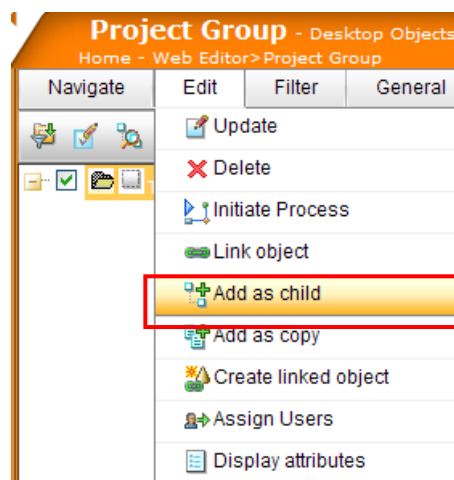 Project Group - Desktop Objects
Home - Web Editor>Project Group
Navigate Edit Filter General
Update
Delete
Initiate Process
Link object
Add as child
Add as copy
Create linked object
Assign Users
Display attributes